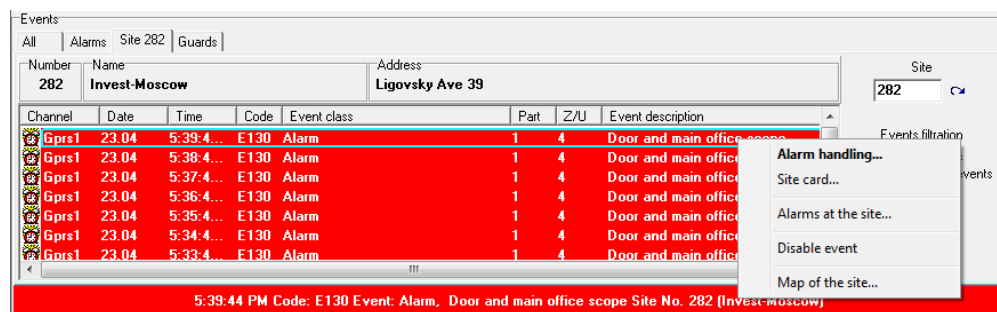 Events
All Alarms Site 282 Guards
Number Name Address Site
282 Invest-Moscow Ligovsky Ave 39 282
Channel Date Time Code Event class Part Z/U Event description
Gprs1 23.04 5:39:4... E130 Alarm 1 4 Door and main office scope
Events filtration
Gprs1 23.04 5:38:4... E130 Alarm 1 4 Door and main office
Alarm handling...
Gprs1 23.04 5:37:4... E130 Alarm 1 4 Door and main office
Site card... events
Gprs1 23.04 5:36:4... E130 Alarm 1 4 Door and main office
Gprs1 23.04 5:35:4... E130 Alarm 1 4 Door and main office
Alarms at the site...
Gprs1 23.04 5:34:4... E130 Alarm 1 4 Door and main office
Disable event
Gprs1 23.04 5:33:4... E130 Alarm 1 4 Door and main office
Map of the site...
5:39:44 PM Code: E130 Event: Alarm, Door and main office scope Site No. 282 (Invest-Moscow)